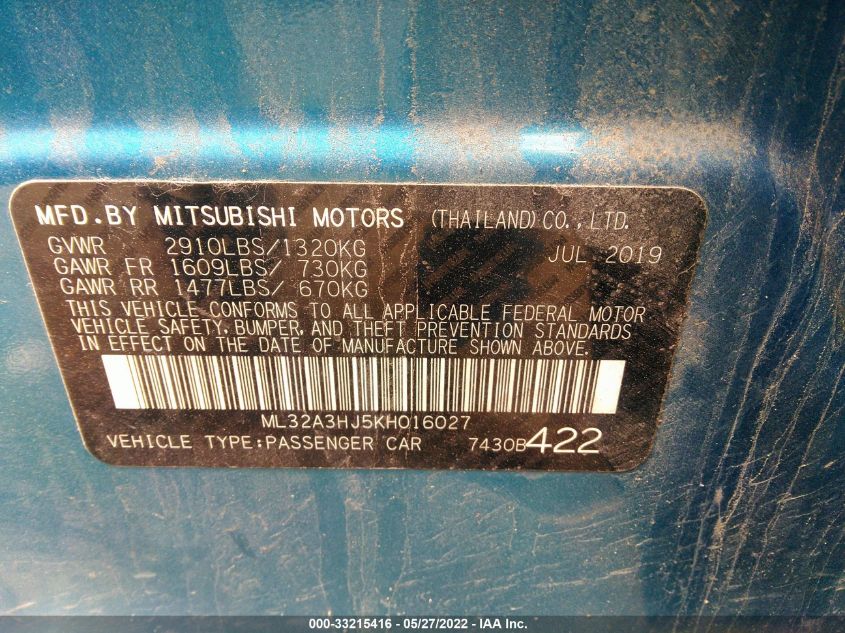 MFD.BY MITSUBISHI MOTORS (THAILAND) CO., LTD.
GVWR 2910LBS/1320KG JUL 2019
GAWR FR 1609LBS/ 730KG
GAWR RR 1477LBS/ 670KG
THIS VEHICLE CONFORMS TO ALL APPLICABLE FEDERAL MOTOR
VEHICLE SAFETY, BUMPER, AND THEFT PREVENTION STANDARDS
IN EFFECT ON THE DATE OF MANUFACTURE SHOWN ABOVE.
ML32A3HJ5KH016027
VEHICLE TYPE:PASSENGER CAR 7430B422
000-33215416 - 05/27/2022 - IAA Inc.